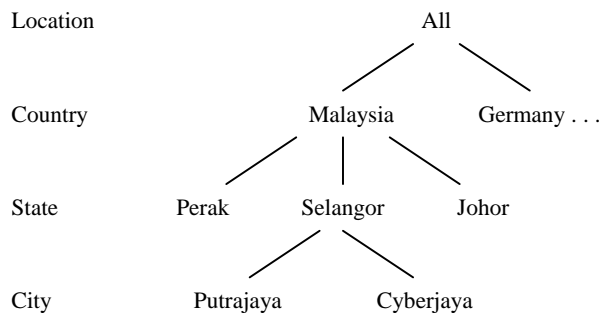 Location All
Country Malaysia Germany . . .
State Perak Selangor Johor
City Putrajaya Cyberjaya